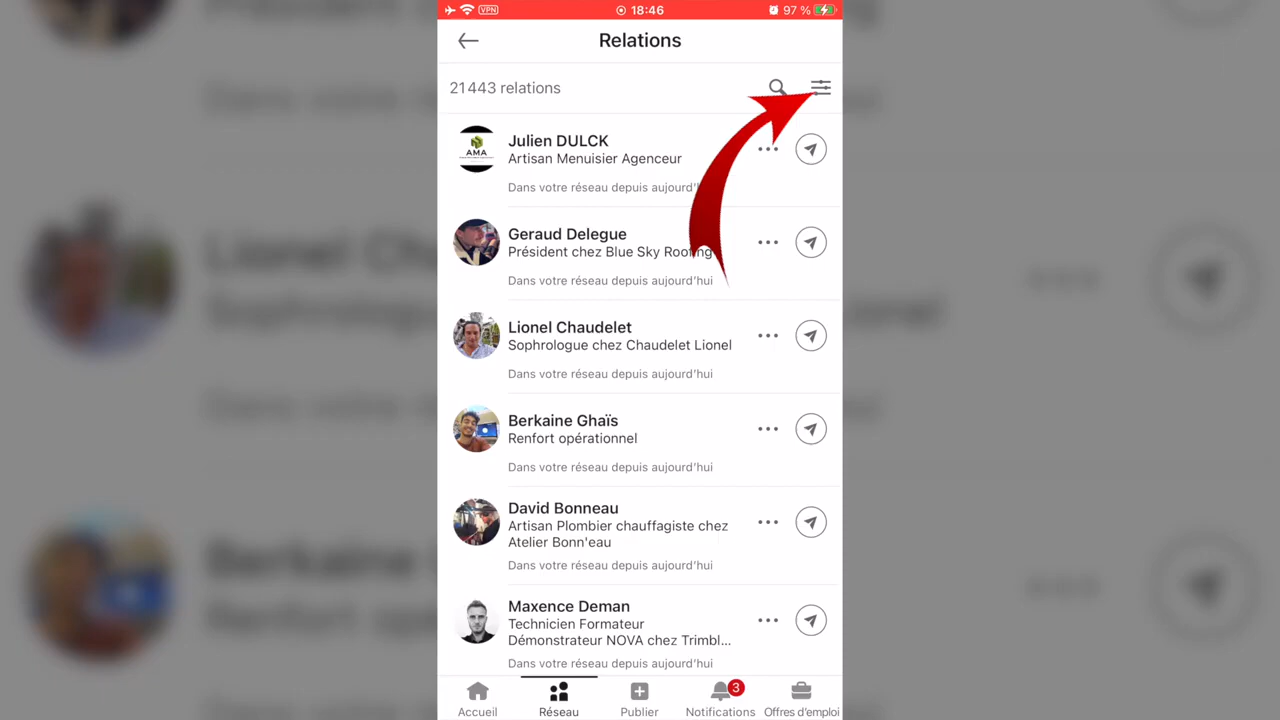 VPN
18:46
97 %
Relations
21443 relations
AMA
Julien DULCK
Artisan Menuisier Agenceur
Dans votre réseau depuis aujourd'h
Geraud Delegue
Président chez Blue Sky Roofing
Dans votre réseau depuis aujourd'hui
Lionel Chaudelet
Sophrologue chez Chaudelet Lionel
Dans votre réseau depuis aujourd'hui
Berkaine Ghaïs
Renfort opérationnel
Dans votre réseau depuis aujourd'hui
David Bonneau
Artisan Plombier chauffagiste chez
Atelier Bonn'eau
Dans votre réseau depuis aujourd'hui
Maxence Deman
Technicien Formateur
Démonstrateur NOVA chez Trimbl...
Dans votre réseau depuis aujourd'hui
3
Accueil
Réseau
Publier
Notifications
Offres d'emploi